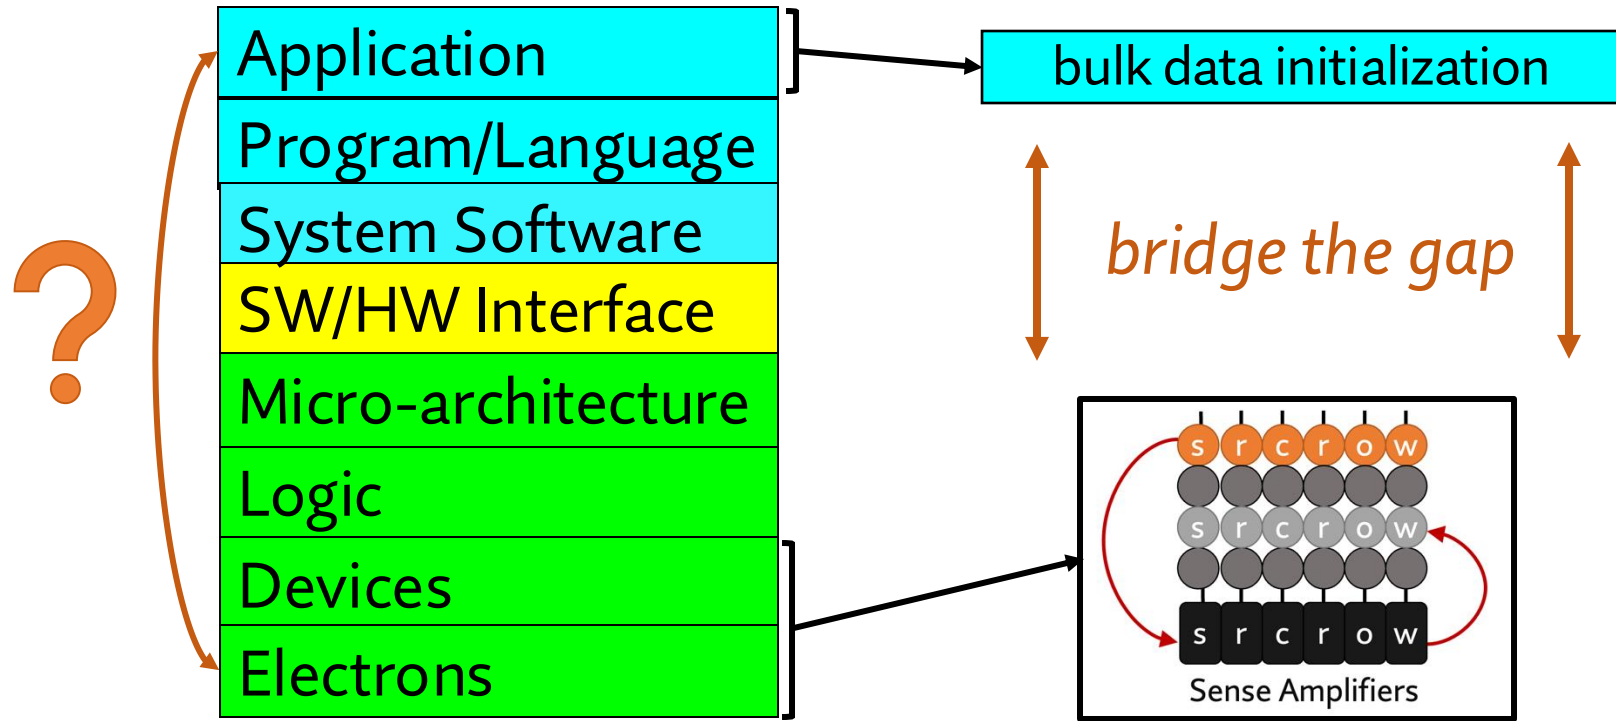 Application
Program/Language
System Software
SW/HW Interface
Micro-architecture
Logic
Devices
Electrons
?
bulk data initialization
bridge the gap
s r c r o w
s r c r o w
s r c r o w
Sense Amplifiers